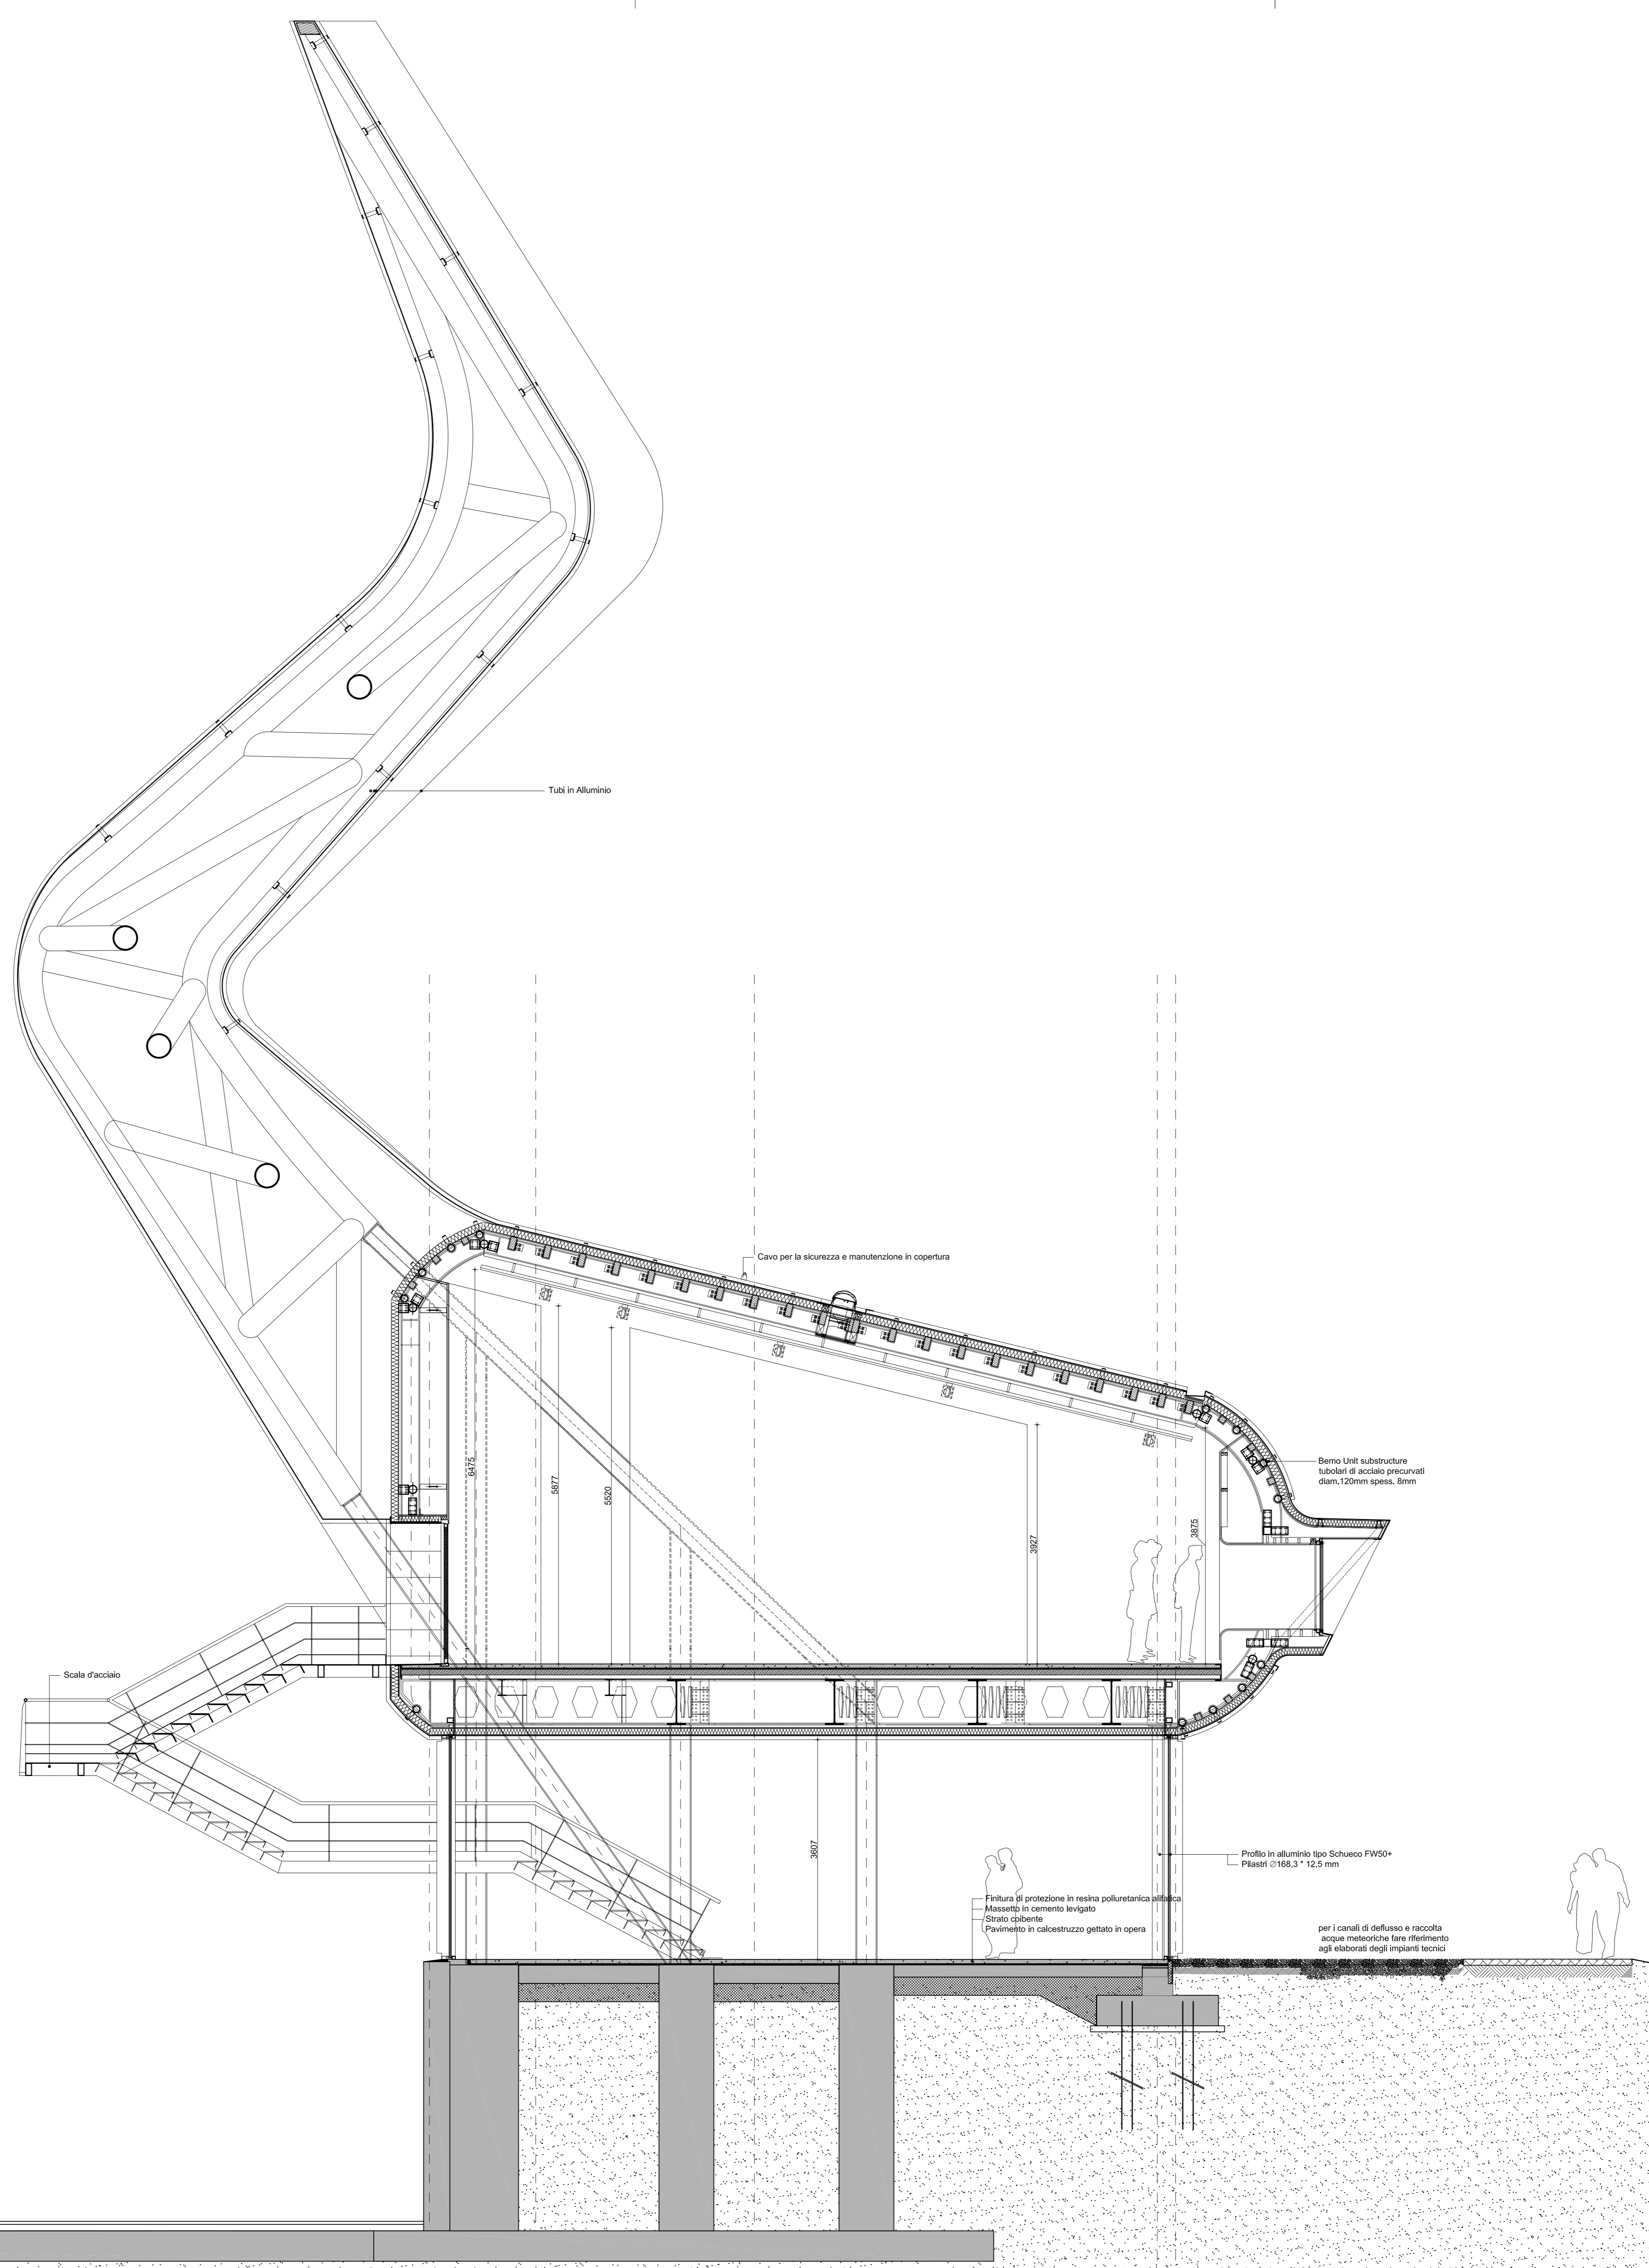 Tubi in Alluminio
Cavo per la sicurezza e manutenzione in copertura
Bemo Unit substructure
tubolari di acciaio precurvati
diam.120mm spess. 8mm
6475
5877
5520
3927
3875
Scala d'acciaio
3607
Profilo in alluminio tipo Schueco FW50+
Pilastri ∅168,3 * 12,5 mm
Finitura di protezione in resina poliuretanica alifatica
Massetto in cemento levigato
Strato coibente
Pavimento in calcestruzzo gettato in opera
per i canali di deflusso e raccolta
acque meteoriche fare riferimento
agli elaborati degli impianti tecnici